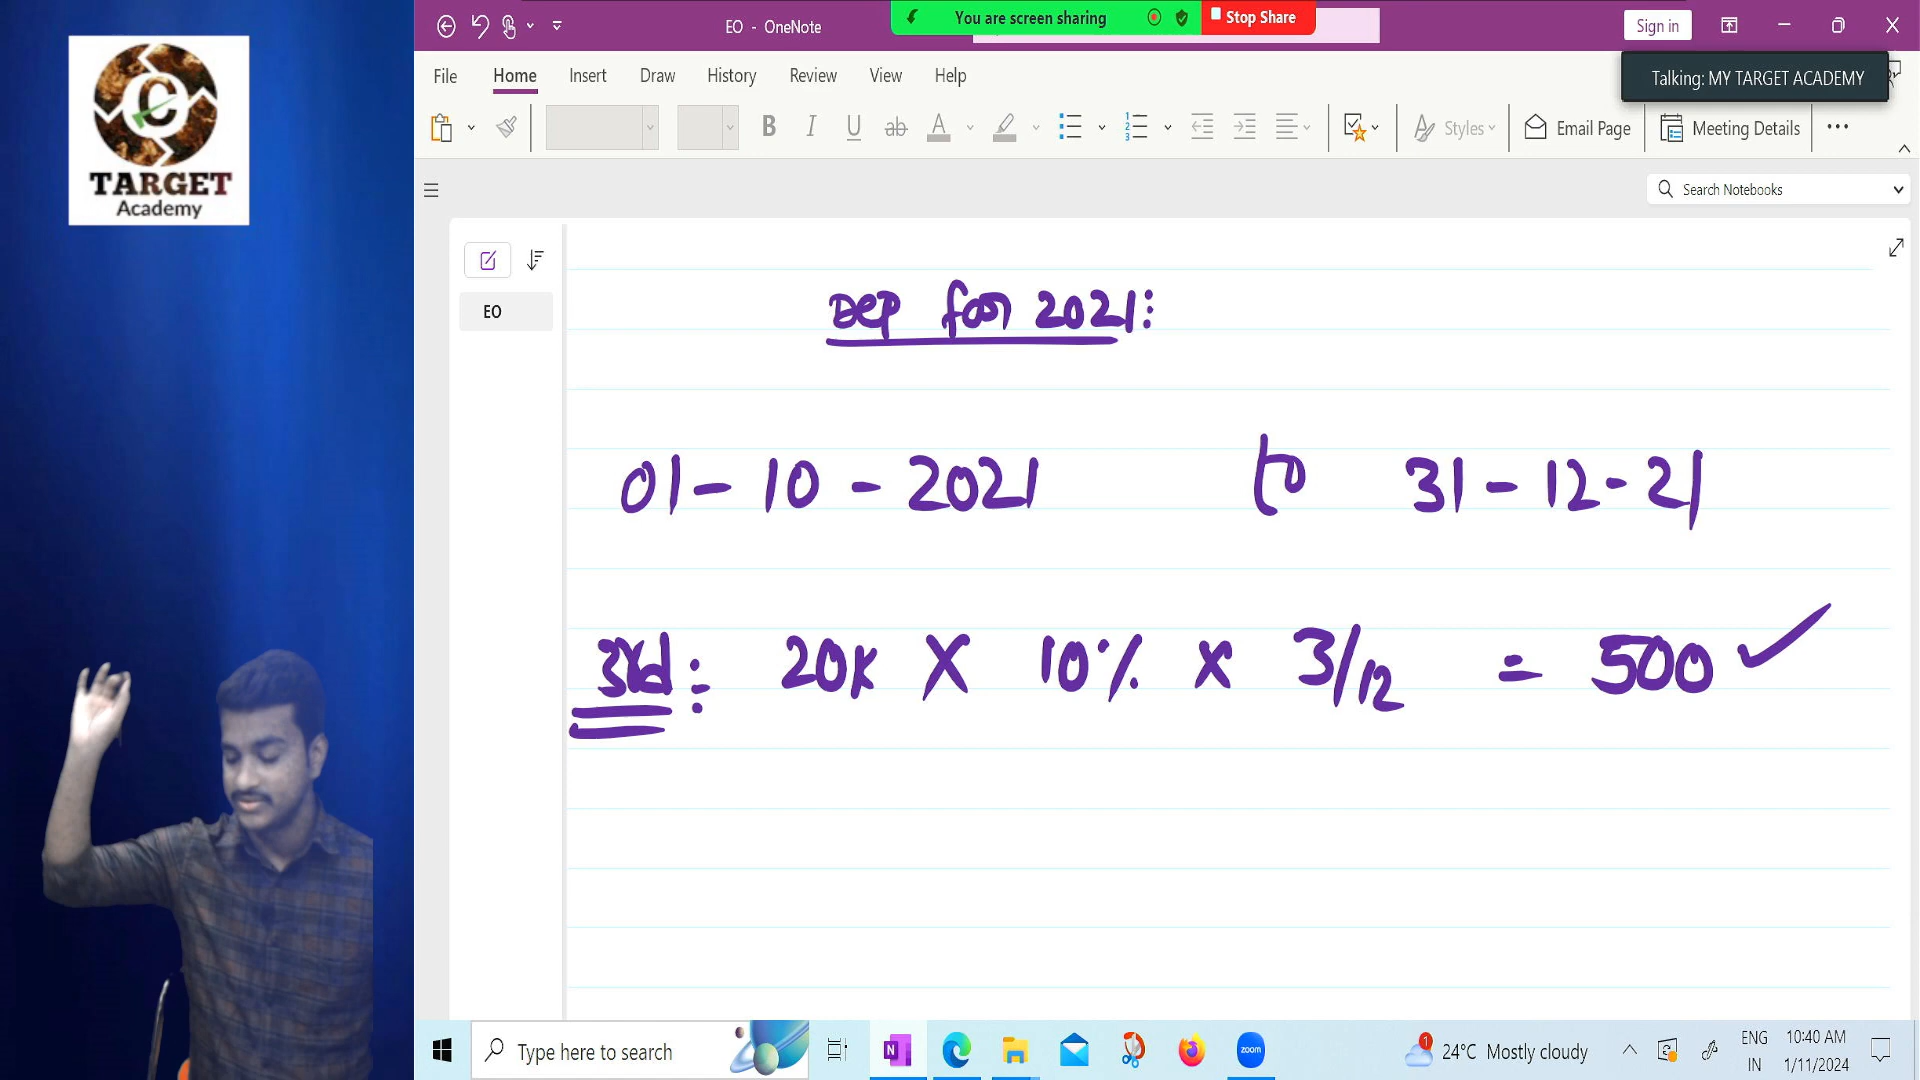 TARGET
Academy
EO - OneNote
You are screen sharing
Stop Share
Sign in
Talking: MY TARGET ACADEMY
File Home Insert Draw History Review View Help
Styles Email Page Meeting Details
Search Notebooks
EO
Dep for 2021:
01-10-2021 to 31-12-21
3rd: 20K X 10% X 3/12 = 500
Type here to search
zoom
1
24°C Mostly cloudy
ENG
IN
10:40 AM
1/11/2024